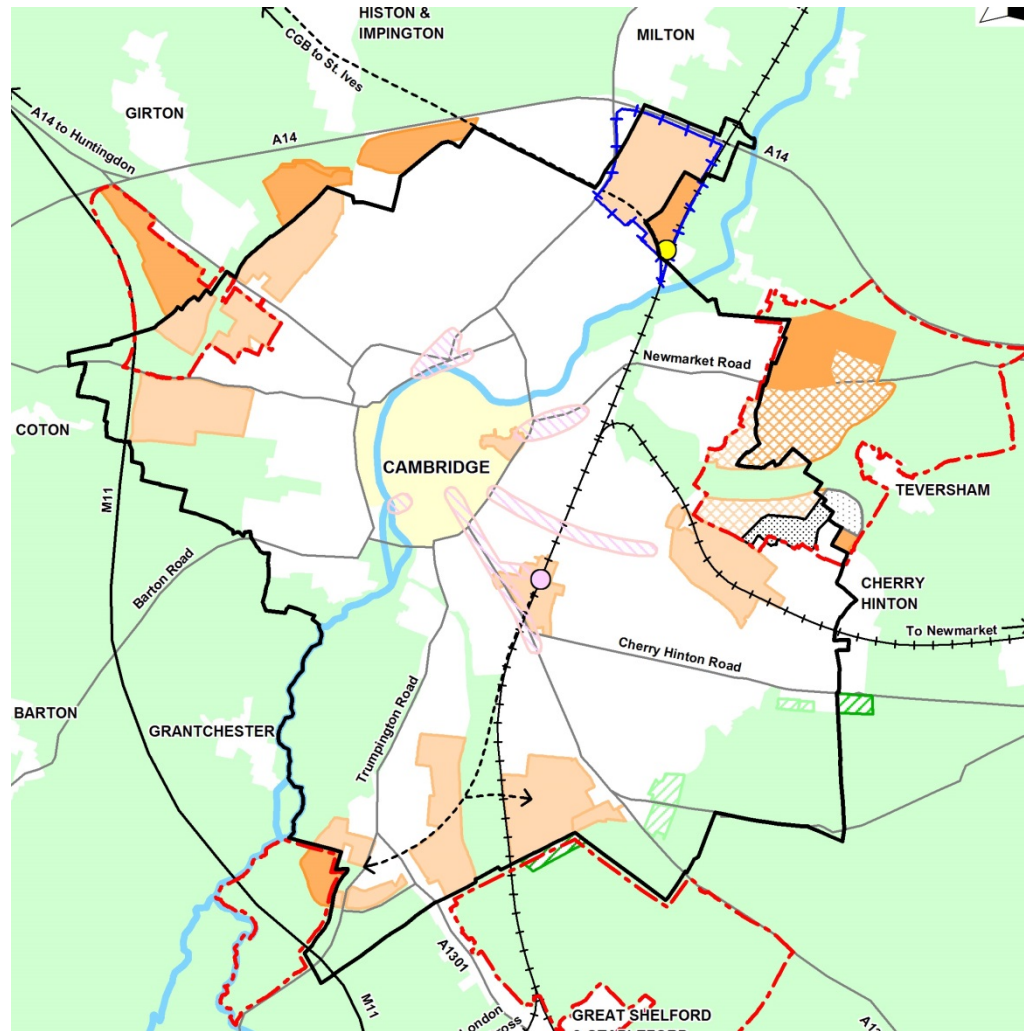 HISTON &
IMPINGTON
MILTON
CGB to St. Ives
GIRTON
A14 to Huntingdon
A14
A14
Newmarket Road
COTON
CAMBRIDGE
M11
TEVERSHAM
Barton Road
CHERRY
HINTON
To Newmarket
Cherry Hinton Road
BARTON
GRANTCHESTER
Trumpington Road
A1301
M11
London
GREAT SHELFORD